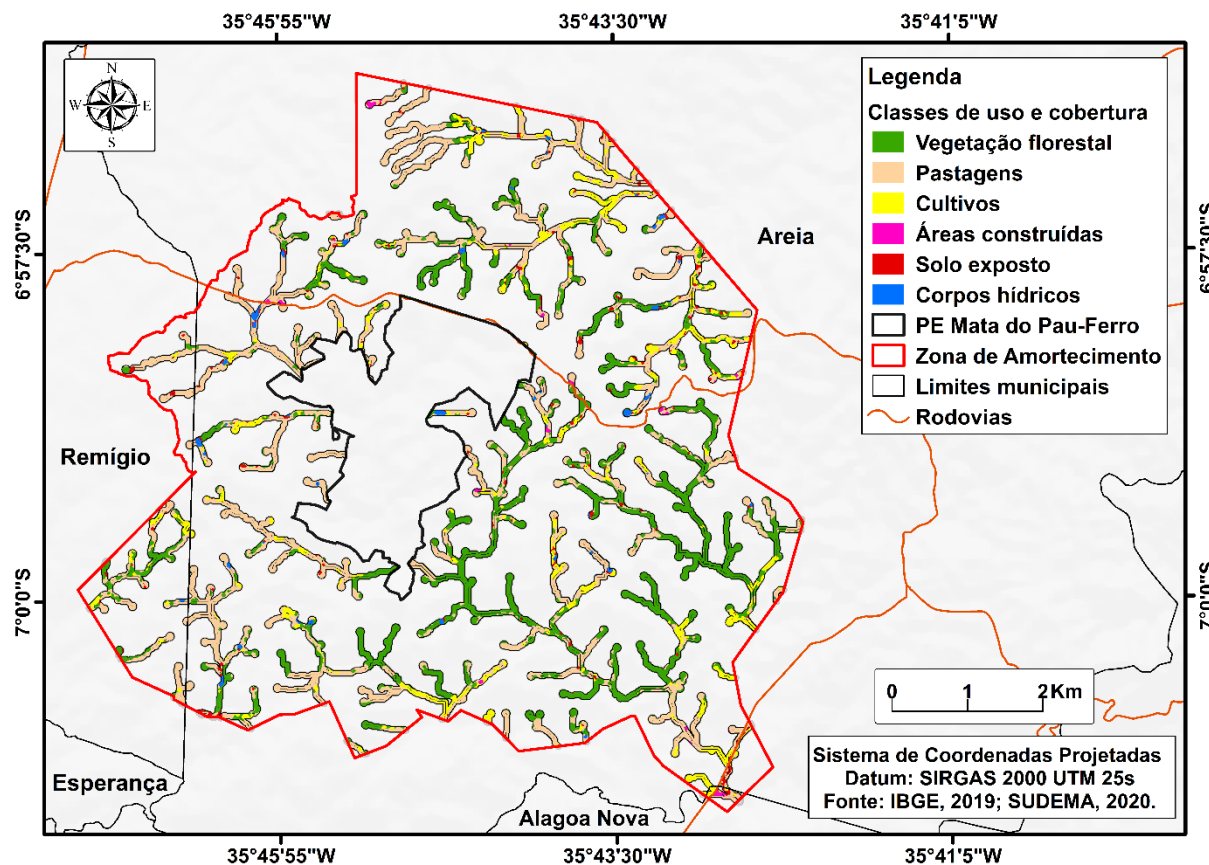 35°45'55"W 35°43'30"W 35°41'5"W
N
W E
S
Legenda
Classes de uso e cobertura
Vegetação florestal
Pastagens
Cultivos
Áreas construídas
Solo exposto
Corpos hídricos
PE Mata do Pau-Ferro
Zona de Amortecimento
Limites municipais
Rodovias
Areia
6°57'30"S 6°57'30"S
Remígio
7°0'0"S 7°0'0"S
0 1 2 Km
Sistema de Coordenadas Projetadas
Datum: SIRGAS 2000 UTM 25s
Fonte: IBGE, 2019; SUDEMA, 2020.
Esperança
Alagoa Nova
35°45'55"W 35°43'30"W 35°41'5"W